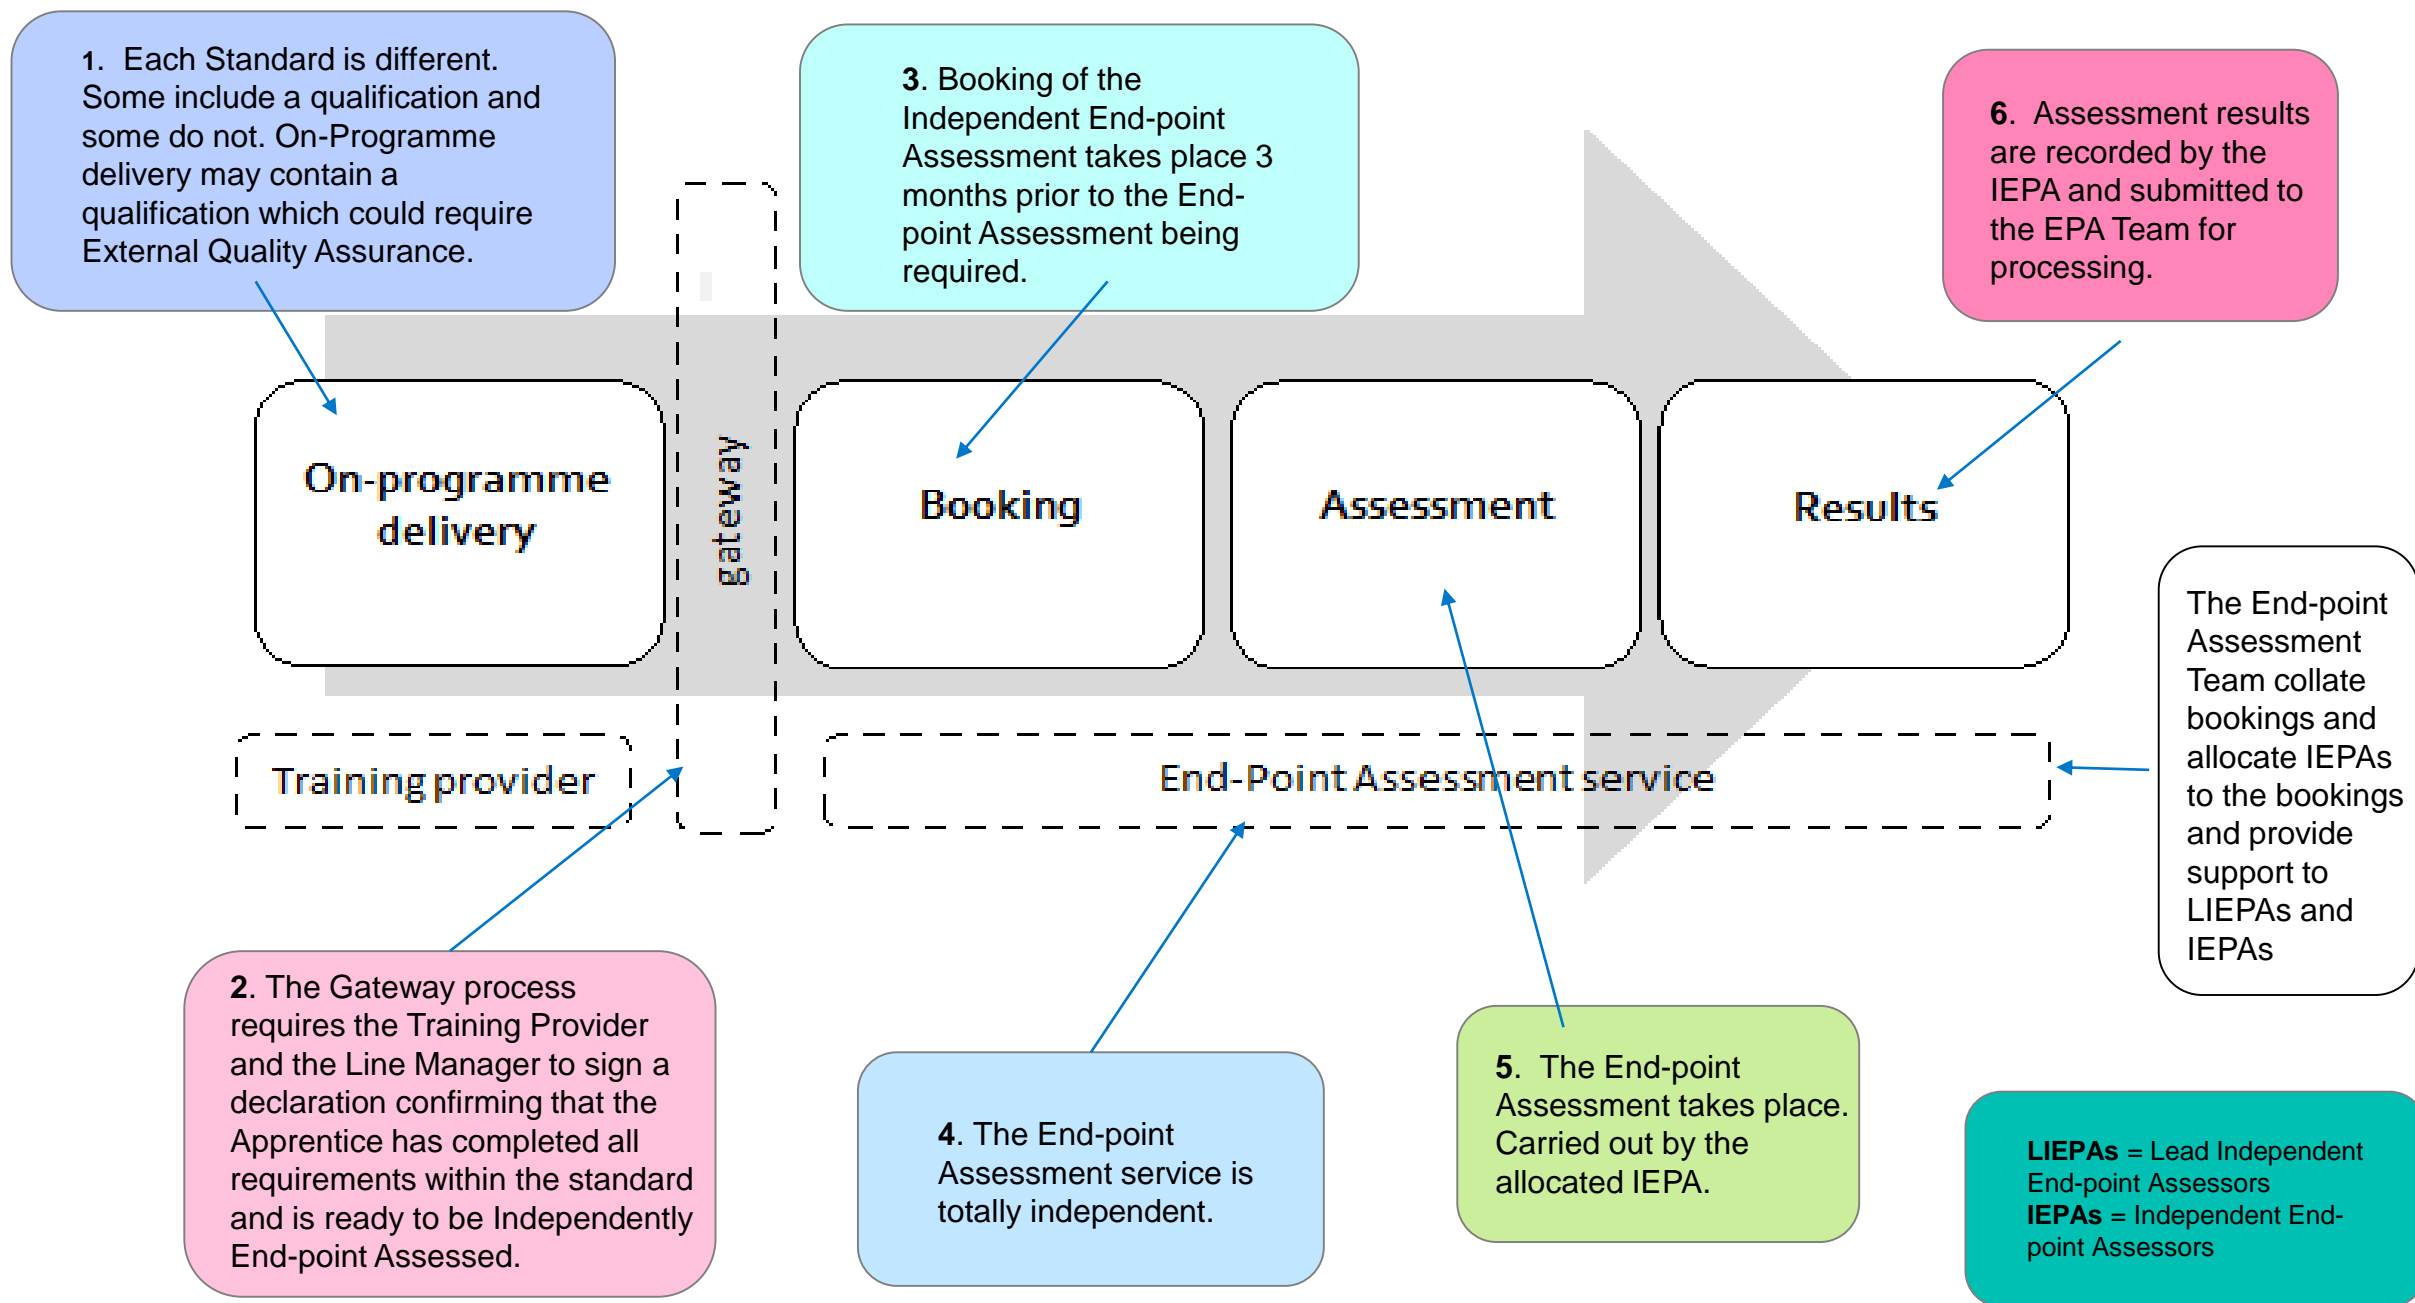 1.  Each Standard is different.
Some include a qualification and
some do not. On-Programme
delivery may contain a
qualification which could require
External Quality Assurance.
3. Booking of the
Independent End-point
Assessment takes place 3
months prior to the End-
point Assessment being
required.
6.  Assessment results
are recorded by the
IEPA and submitted to
the EPA Team for
processing.
On-programme
delivery
gateway
Booking
Assessment
Results
The End-point
Assessment
Team collate
bookings and
allocate IEPAs
to the bookings
and provide
support to
LIEPAs and
IEPAs
Training provider
End-Point Assessment service
2. The Gateway process
requires the Training Provider
and the Line Manager to sign a
declaration confirming that the
Apprentice has completed all
requirements within the standard
and is ready to be Independently
End-point Assessed.
4. The End-point
Assessment service is
totally independent.
5.  The End-point
Assessment takes place.
Carried out by the
allocated IEPA.
LIEPAs = Lead Independent
End-point Assessors
IEPAs = Independent End-
point Assessors